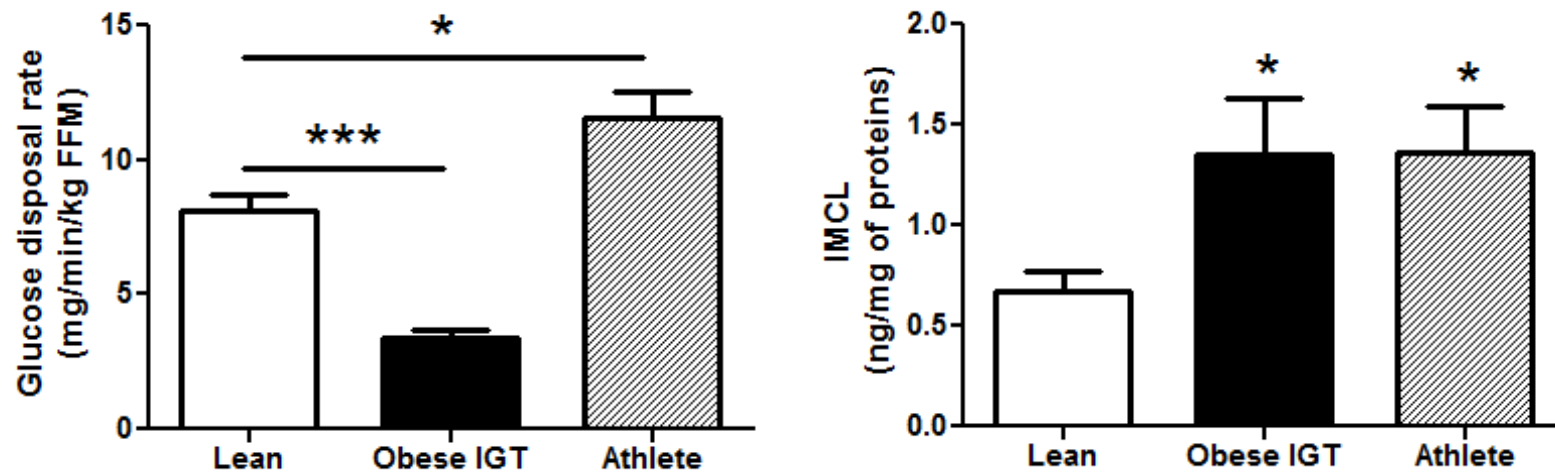 Glucose disposal rate
(mg/min/kg FFM)
15
10
5
0
*
***
Lean Obese IGT Athlete
IMCL
(ng/mg of proteins)
2.0
1.5
1.0
0.5
0.0
* *
Lean Obese IGT Athlete